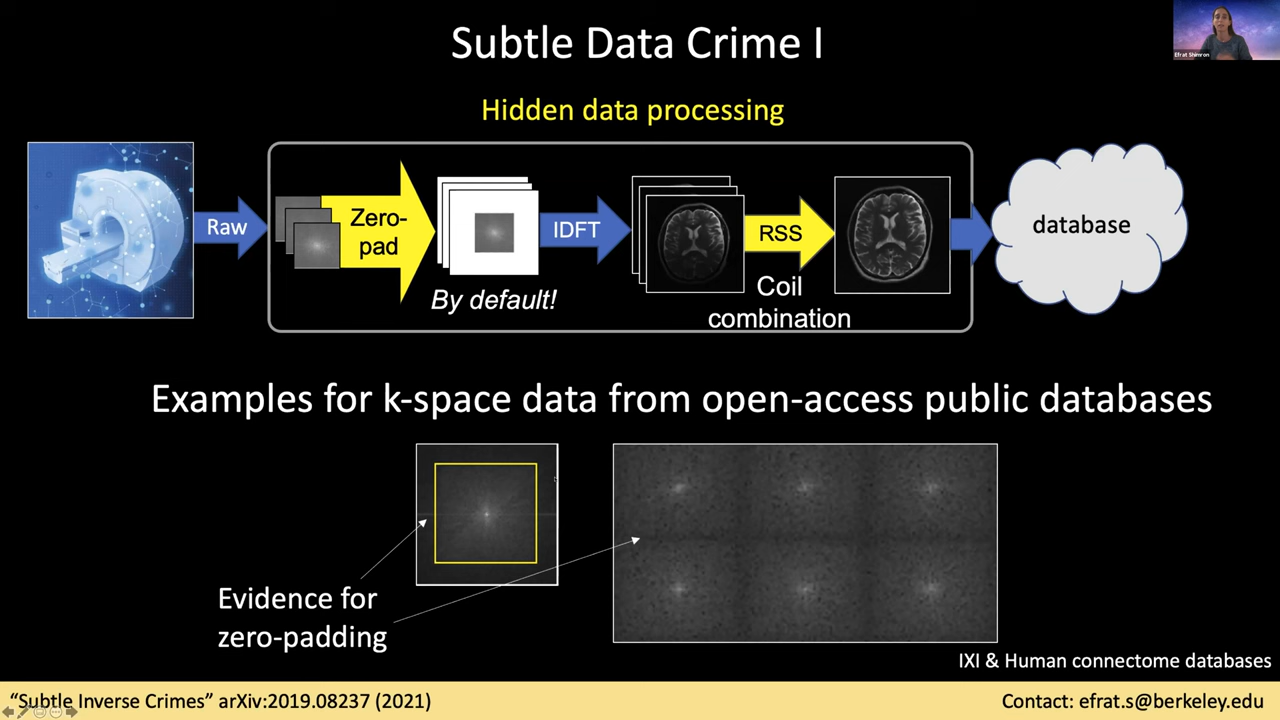 Subtle Data Crime I
Efrat Shimron
Hidden data processing
Raw
Zero-
pad
By default!
IDFT
RSS
Coil
combination
database
Examples for k-space data from open-access public databases
Evidence for
zero-padding
IXI & Human connectome databases
“Subtle Inverse Crimes” arXiv:2019.08237 (2021)
Contact: efrat.s@berkeley.edu